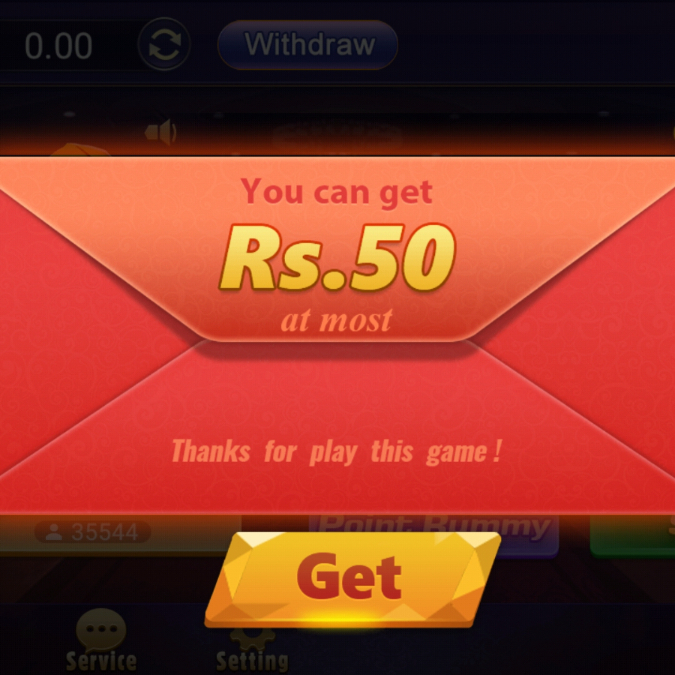 0.00 Withdraw
You can get
Rs.50
at most
Thanks for play this game !
35544 Point Rummy
Get
Service Setting